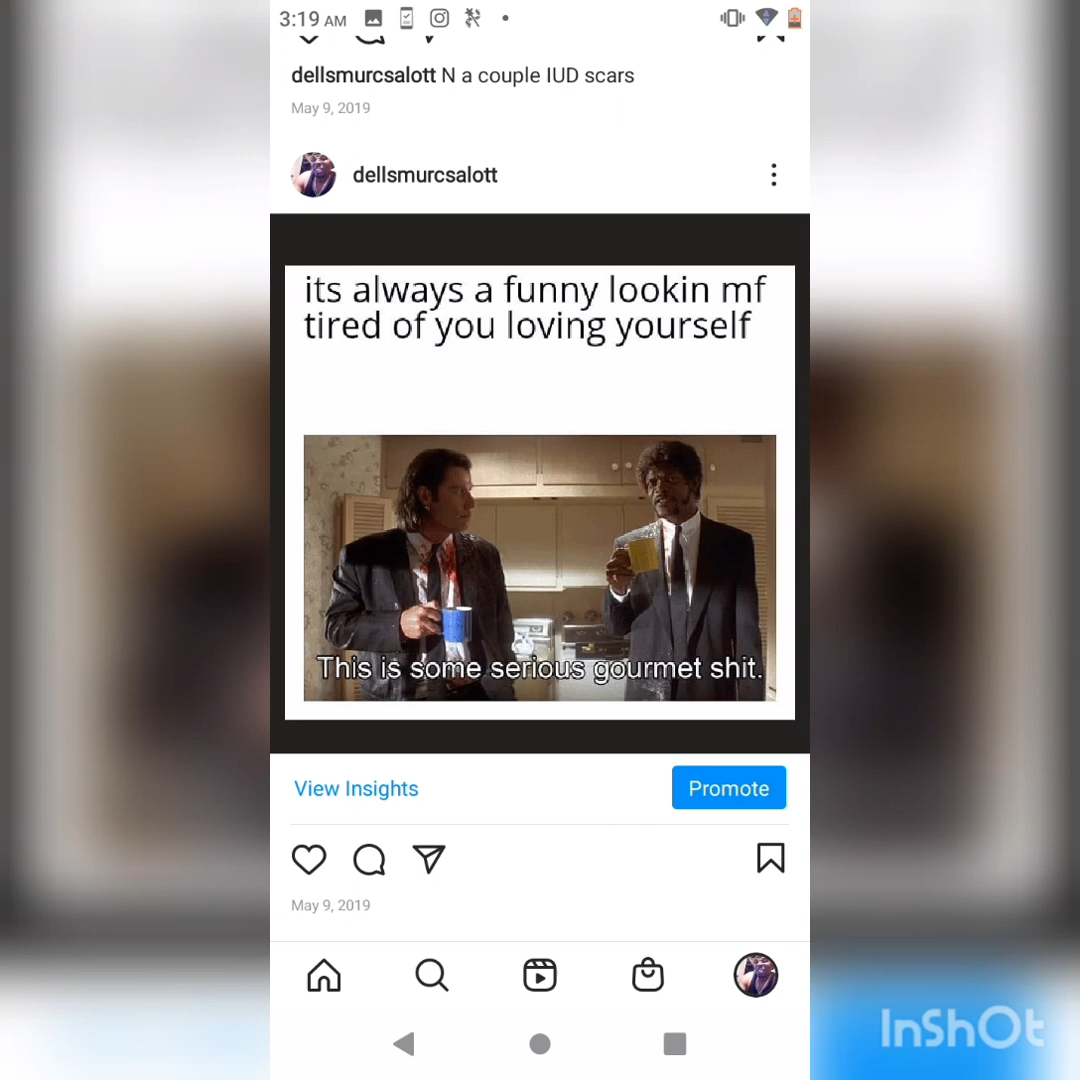 3:19 AM
dellsmurcsalott N a couple IUD scars
May 9, 2019
dellsmurcsalott
its always a funny lookin mf
tired of you loving yourself
This is some serious gourmet shit.
View Insights
Promote
May 9, 2019
InShOt